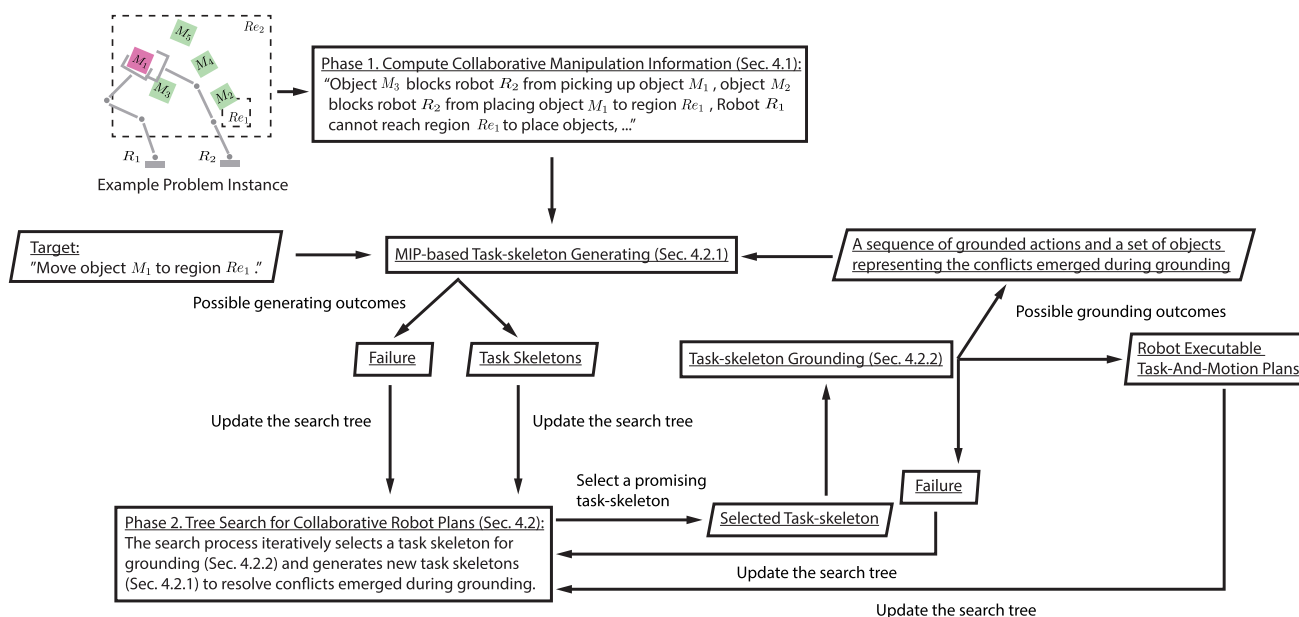 Re₂
M₅
M₁
M₄
M₃
M₂
Re₁
R₁
R₂
Example Problem Instance
Phase 1. Compute Collaborative Manipulation Information (Sec. 4.1):
"Object M₃ blocks robot R₂ from picking up object M₁ , object M₂
blocks robot R₂ from placing object M₁ to region Re₁ , Robot R₁
cannot reach region Re₁ to place objects, ..."
Target:
"Move object M₁ to region Re₁ ."
MIP-based Task-skeleton Generating (Sec. 4.2.1)
A sequence of grounded actions and a set of objects
representing the conflicts emerged during grounding
Possible generating outcomes
Possible grounding outcomes
Failure
Task Skeletons
Task-skeleton Grounding (Sec. 4.2.2)
Robot Executable
Task-And-Motion Plans
Update the search tree
Update the search tree
Select a promising
task-skeleton
Failure
Selected Task-skeleton
Phase 2. Tree Search for Collaborative Robot Plans (Sec. 4.2):
The search process iteratively selects a task skeleton for
grounding (Sec. 4.2.2) and generates new task skeletons
(Sec. 4.2.1) to resolve conflicts emerged during grounding.
Update the search tree
Update the search tree